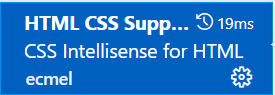 HTML CSS Supp... 19ms
CSS Intellisense for HTML
ecmel